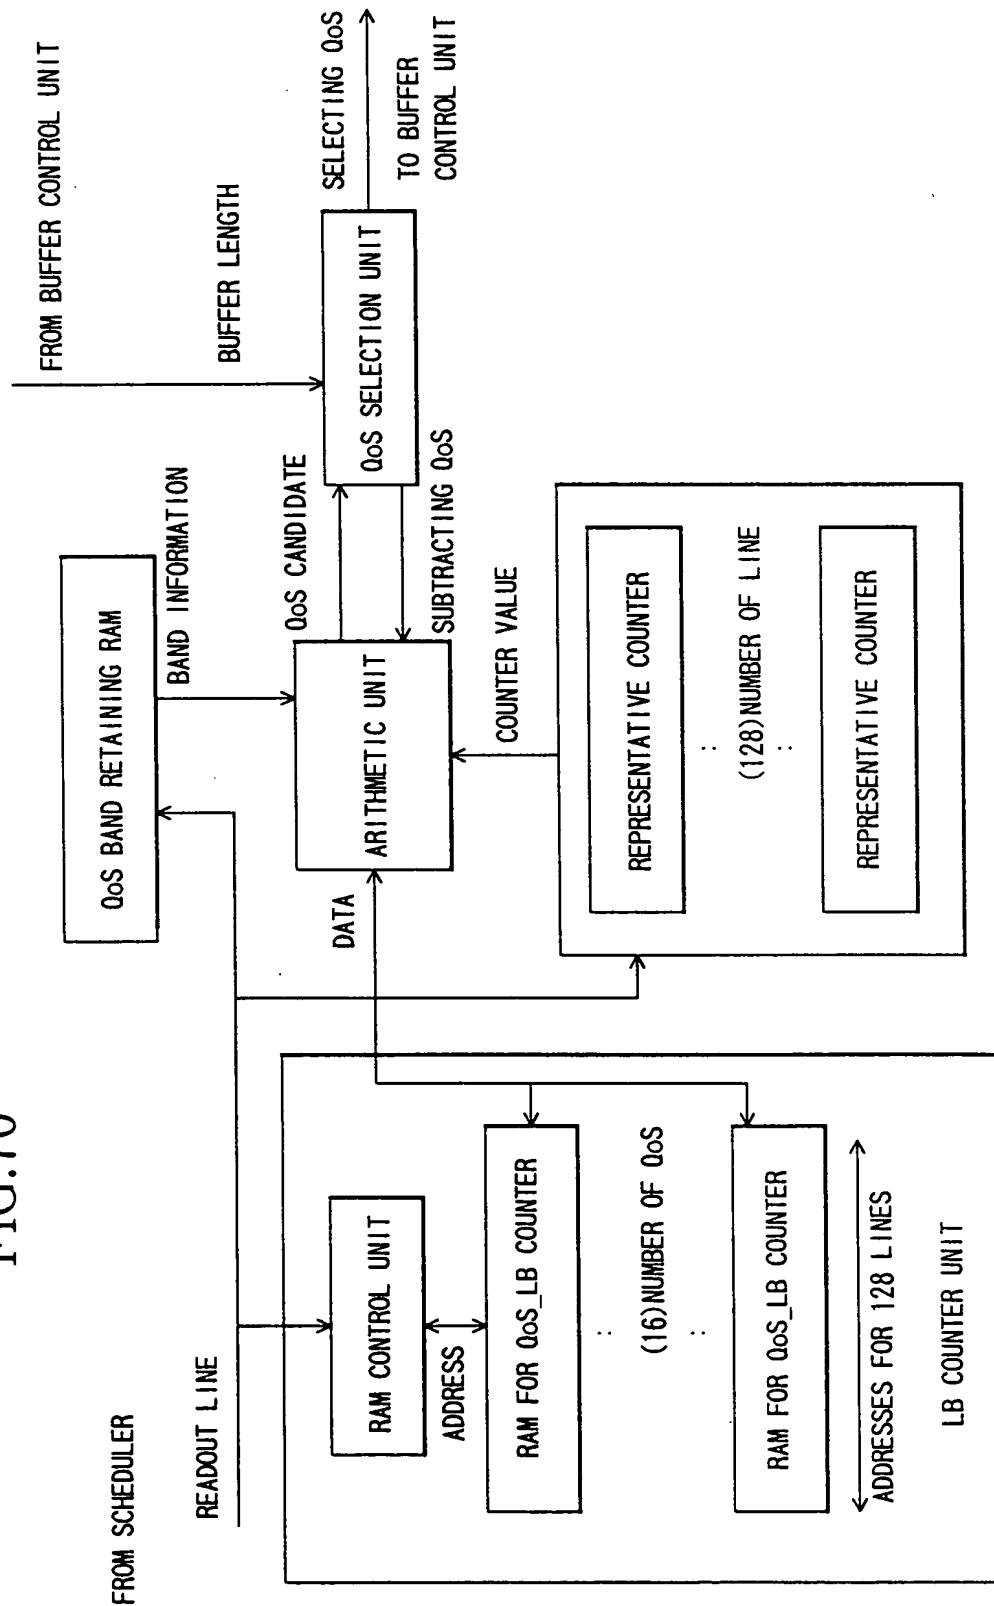 FIG.70
FROM SCHEDULER
READOUT LINE
RAM CONTROL UNIT
ADDRESS
RAM FOR QoS_LB COUNTER
:
(16)NUMBER OF QoS
:
RAM FOR QoS_LB COUNTER
ADDRESSES FOR 128 LINES
LB COUNTER UNIT
QoS BAND RETAINING RAM
BAND INFORMATION
DATA
ARITHMETIC UNIT
QoS CANDIDATE
SUBTRACTING QoS
COUNTER VALUE
REPRESENTATIVE COUNTER
:
(128)NUMBER OF LINE
:
REPRESENTATIVE COUNTER
FROM BUFFER CONTROL UNIT
BUFFER LENGTH
QoS SELECTION UNIT
SELECTING QoS
TO BUFFER
CONTROL UNIT